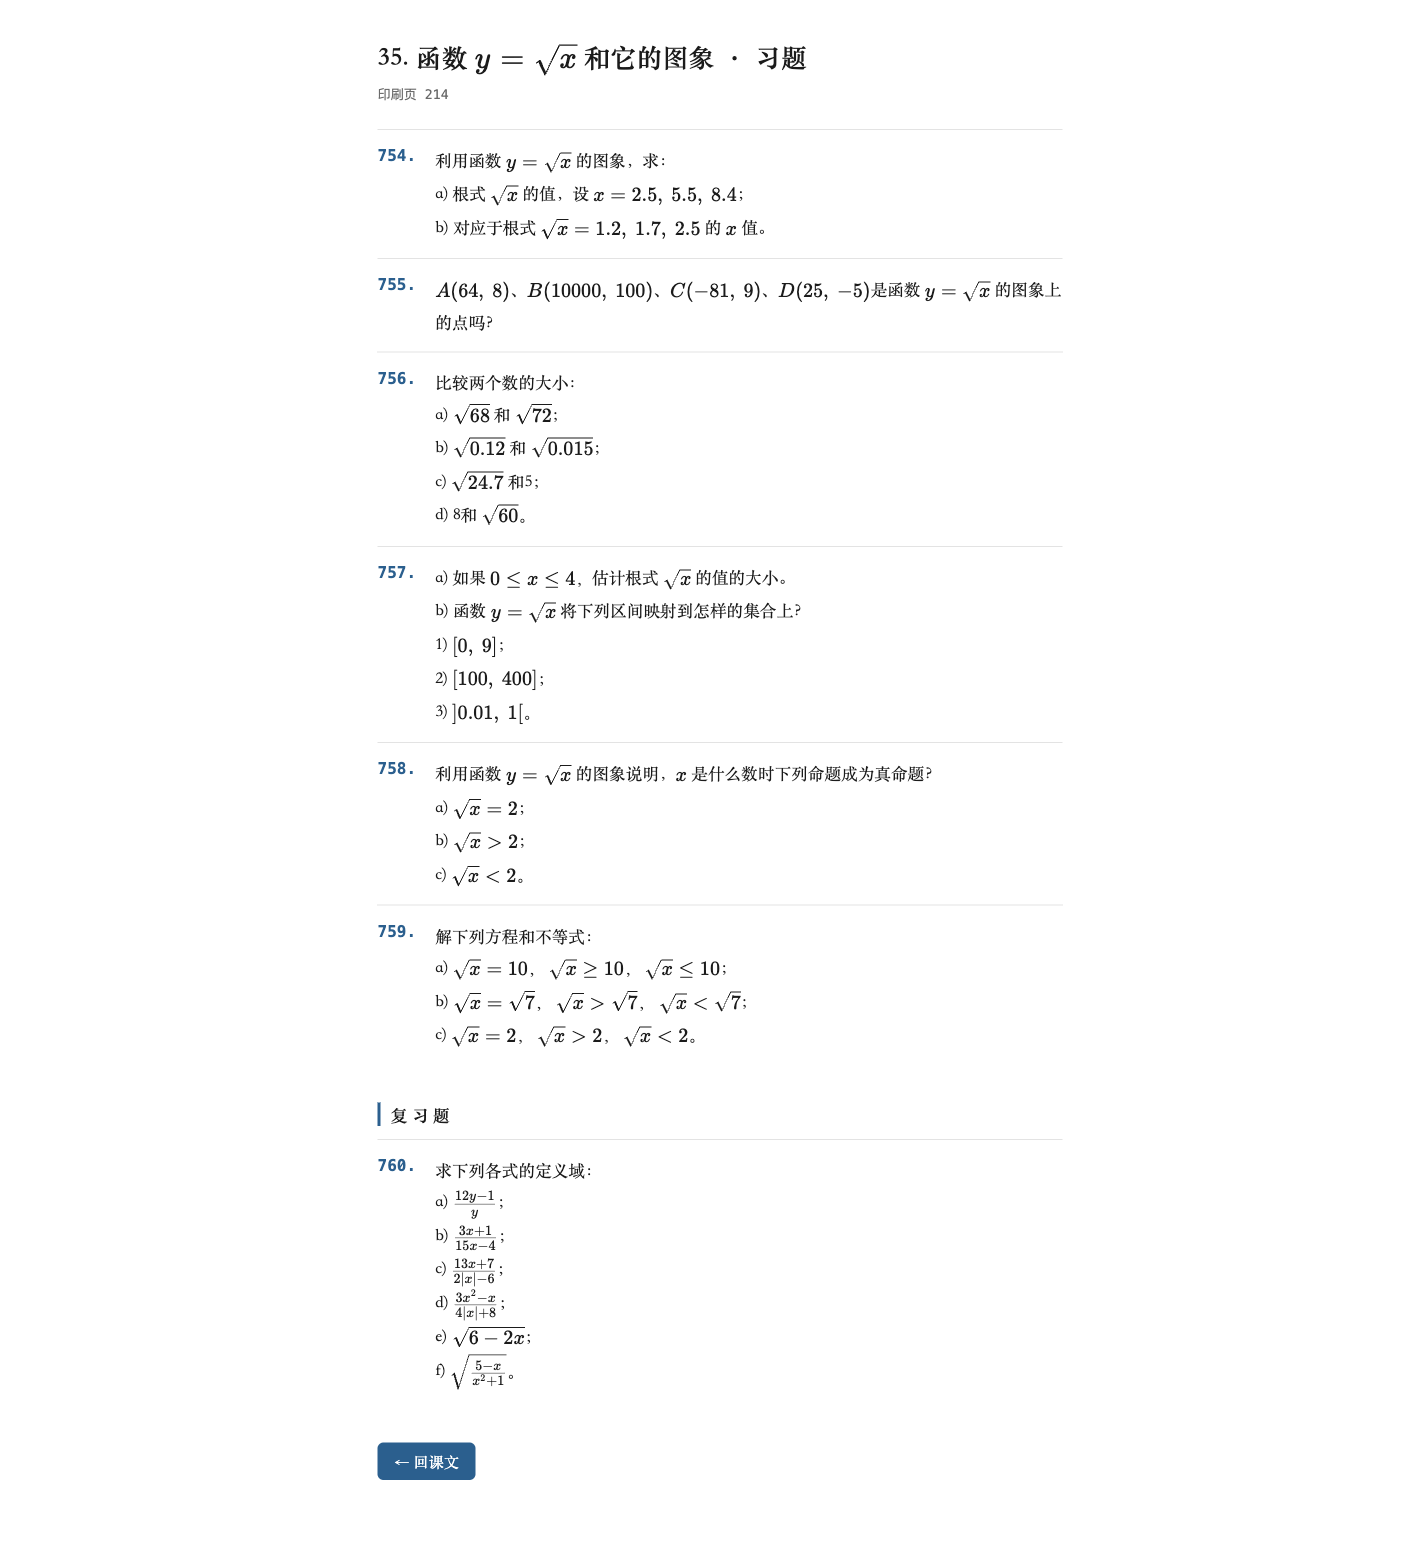 35. 函数 y = √x 和它的图象 · 习题
印刷页 214
754. 利用函数 y = √x 的图象，求：
a) 根式 √x 的值，设 x = 2.5, 5.5, 8.4；
b) 对应于根式 √x = 1.2, 1.7, 2.5 的 x 值。
755. A(64, 8)、B(10000, 100)、C(−81, 9)、D(25, −5)是函数 y = √x 的图象上
的点吗？
756. 比较两个数的大小：
a) √68 和 √72；
b) √0.12 和 √0.015；
c) √24.7 和5；
d) 8和 √60。
757. a) 如果 0 ≤ x ≤ 4，估计根式 √x 的值的大小。
b) 函数 y = √x 将下列区间映射到怎样的集合上？
1) [0, 9]；
2) [100, 400]；
3) ]0.01, 1[。
758. 利用函数 y = √x 的图象说明，x 是什么数时下列命题成为真命题？
a) √x = 2；
b) √x > 2；
c) √x < 2。
759. 解下列方程和不等式：
a) √x = 10，√x ≥ 10，√x ≤ 10；
b) √x = √7，√x > √7，√x < √7；
c) √x = 2，√x > 2，√x < 2。
复习题
760. 求下列各式的定义域：
a) (12y−1)/y；
b) (3x+1)/(15x−4)；
c) (13x+7)/(2|x|−6)；
d) (3x²−x)/(4|x|+8)；
e) √(6 − 2x)；
f) √((5−x)/(x²+1))。
← 回课文